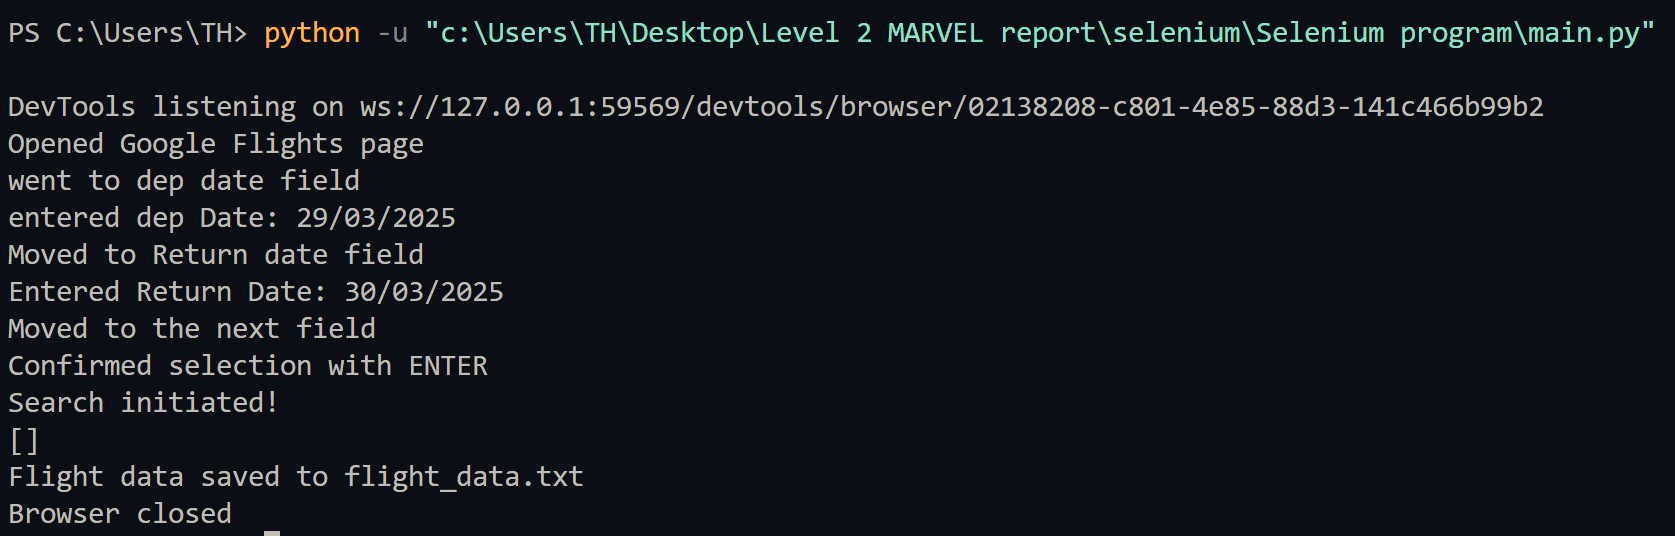 PS C:\Users\TH> python -u "c:\Users\TH\Desktop\Level 2 MARVEL report\selenium\Selenium program\main.py"
DevTools listening on ws://127.0.0.1:59569/devtools/browser/02138208-c801-4e85-88d3-141c466b99b2
Opened Google Flights page
went to dep date field
entered dep Date: 29/03/2025
Moved to Return date field
Entered Return Date: 30/03/2025
Moved to the next field
Confirmed selection with ENTER
Search initiated!
[]
Flight data saved to flight_data.txt
Browser closed